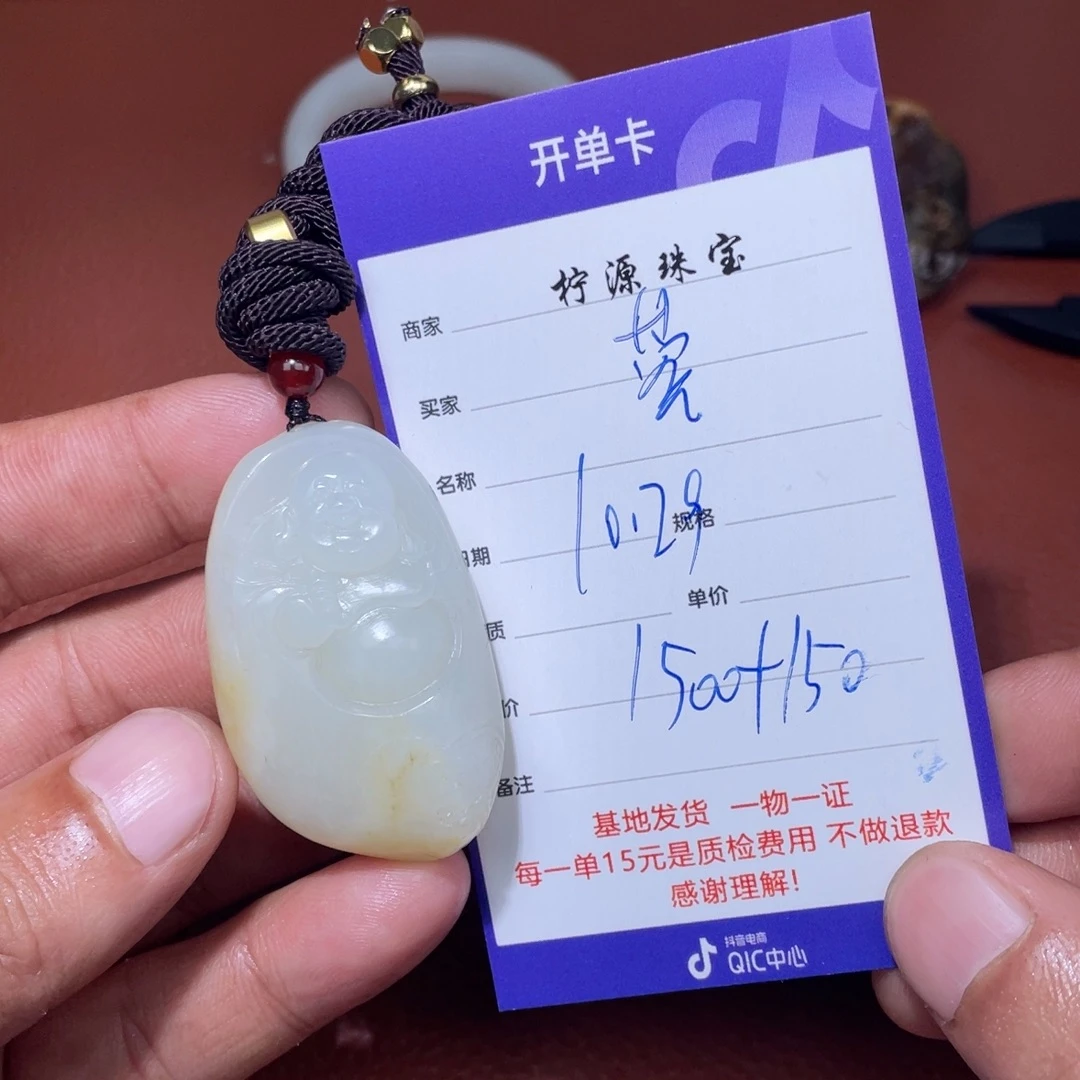 开单卡
柠源珠宝
商家
买家
名称
1029
规格
日期
单价
质
1500+150
价
备注
基地发货 一物一证
每一单15元是质检费用 不做退款
感谢理解!
抖音电商
QIC中心